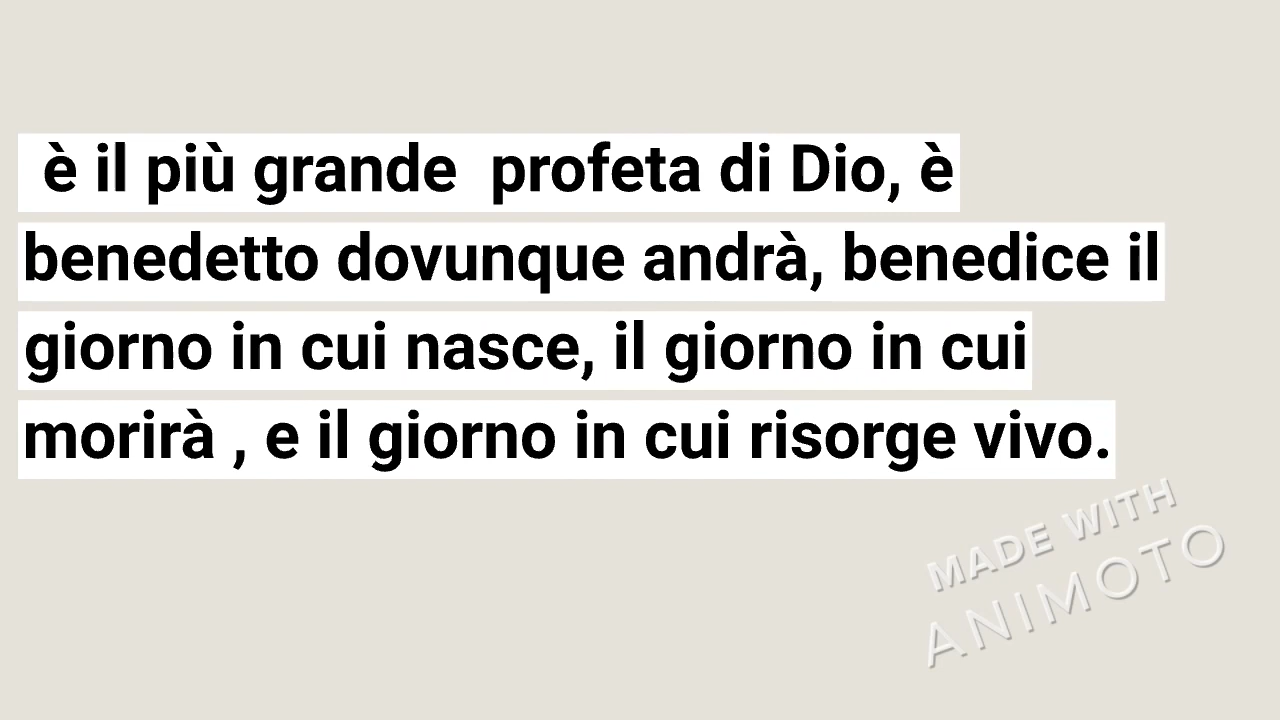 è il più grande  profeta di Dio, è
benedetto dovunque andrà, benedice il
giorno in cui nasce, il giorno in cui
morirà , e il giorno in cui risorge vivo.
MADE WITH
ANIMOTO